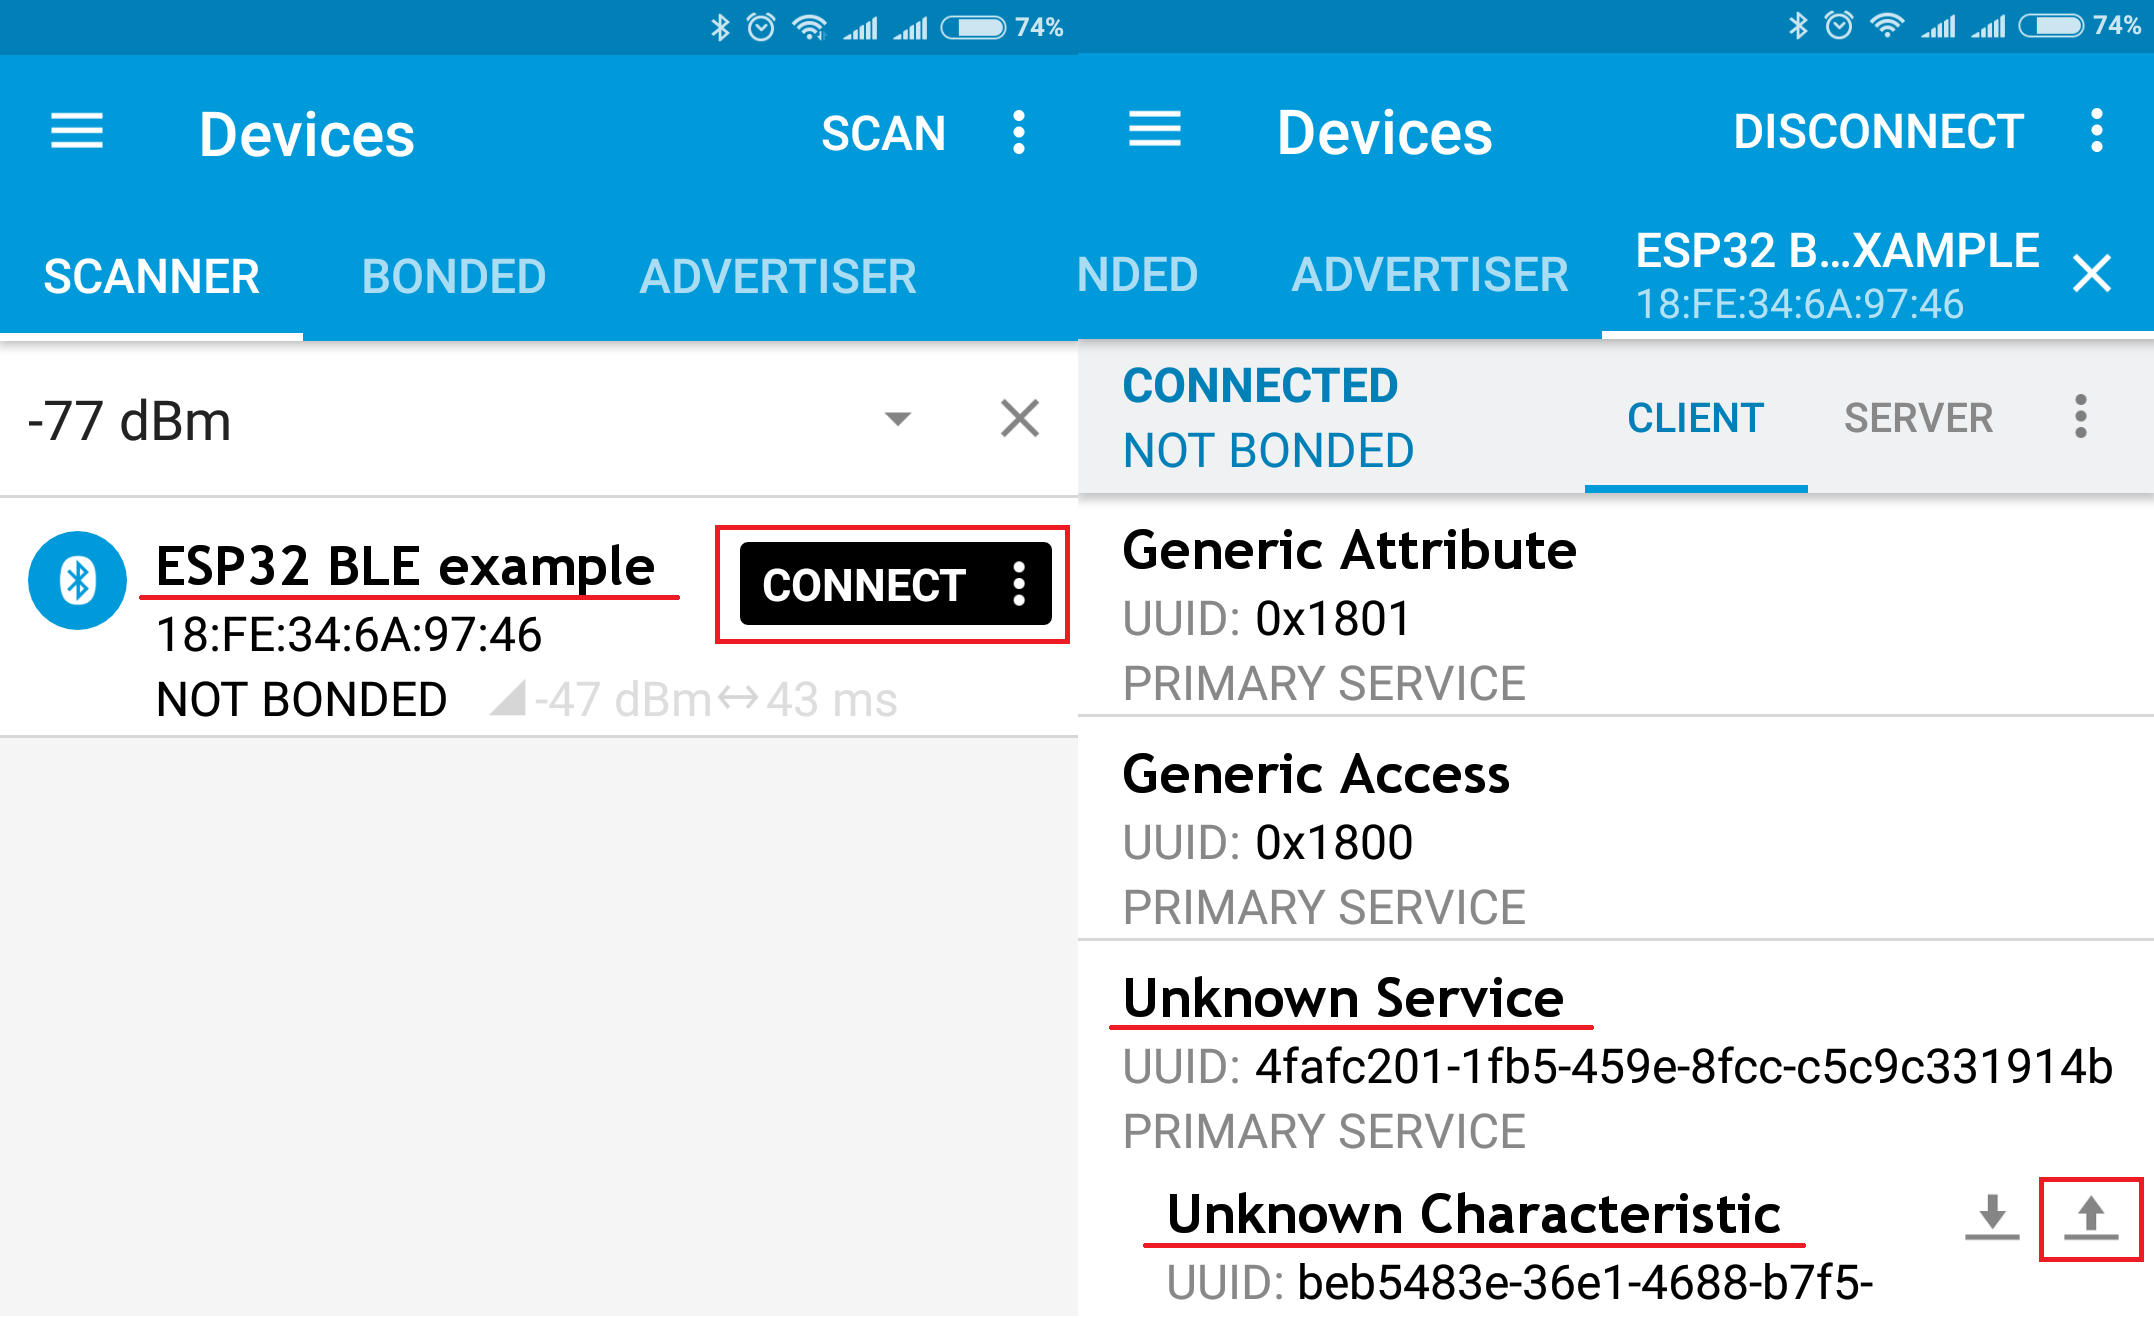 74%
Devices
SCAN
SCANNER
BONDED
ADVERTISER
-77 dBm
ESP32 BLE example
CONNECT
18:FE:34:6A:97:46
NOT BONDED
-47 dBm
43 ms
74%
Devices
DISCONNECT
NDED
ADVERTISER
ESP32 B...XAMPLE
18:FE:34:6A:97:46
CONNECTED
NOT BONDED
CLIENT
SERVER
Generic Attribute
UUID: 0x1801
PRIMARY SERVICE
Generic Access
UUID: 0x1800
PRIMARY SERVICE
Unknown Service
UUID: 4fafc201-1fb5-459e-8fcc-c5c9c331914b
PRIMARY SERVICE
Unknown Characteristic
UUID: beb5483e-36e1-4688-b7f5-